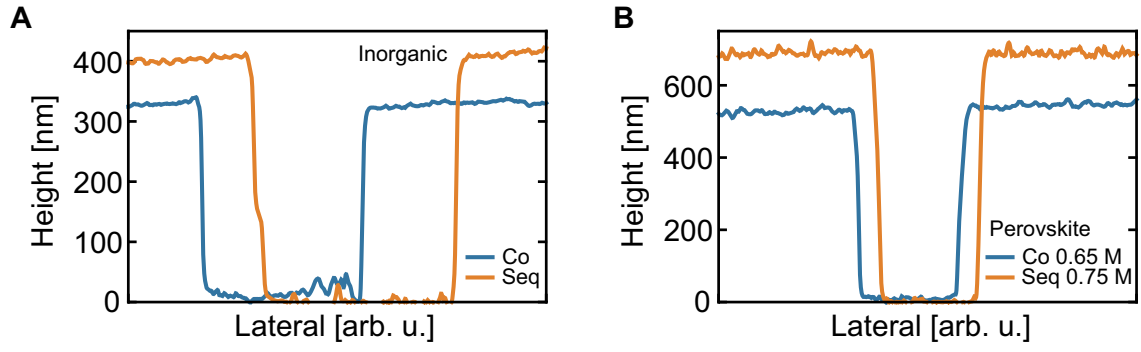 A
Height [nm]
400
300
200
100
0
Inorganic
Co
Seq
Lateral [arb. u.]
B
Height [nm]
600
400
200
0
Perovskite
Co 0.65 M
Seq 0.75 M
Lateral [arb. u.]